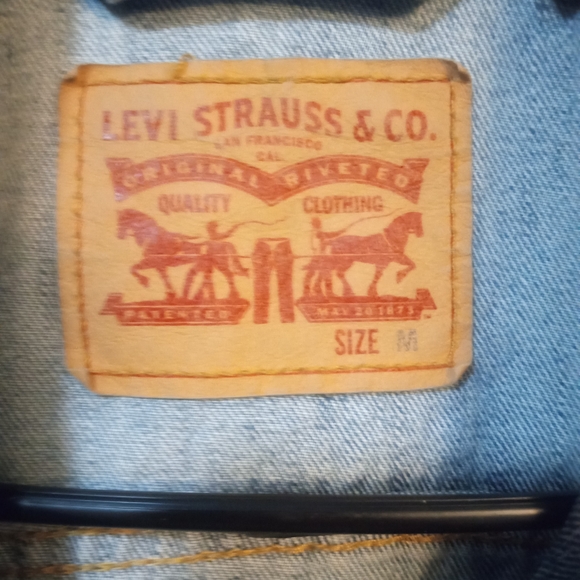 LEVI STRAUSS & CO.
SAN FRANCISCO
CAL.
ORIGINAL RIVETED
QUALITY CLOTHING
PATENTED MAY 20 1873
SIZE M